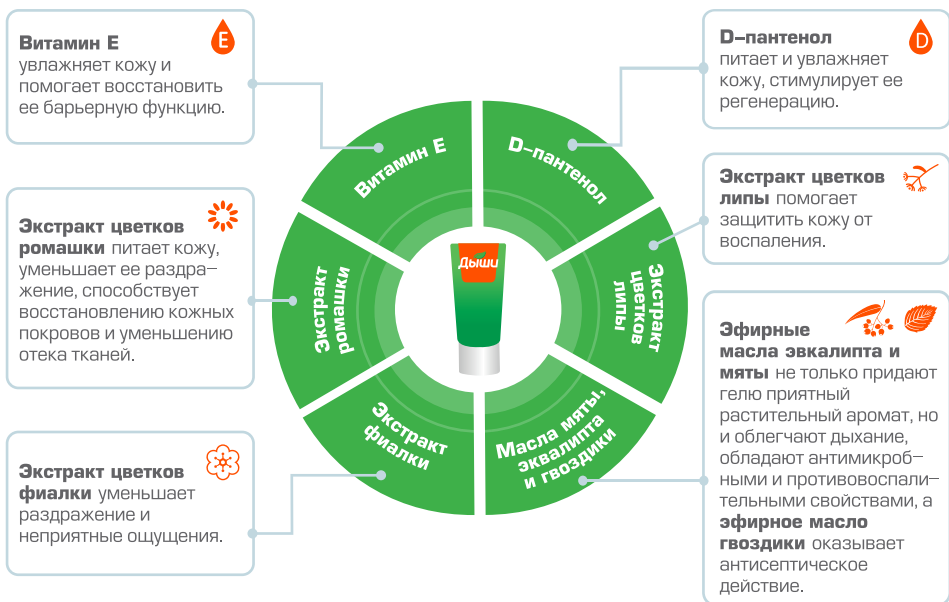 Витамин Е
увлажняет кожу и
помогает восстановить
ее барьерную функцию.
E
D–пантенол
питает и увлажняет
кожу, стимулирует ее
регенерацию.
D
Экстракт цветков
ромашки питает кожу,
уменьшает ее раздра–
жение, способствует
восстановлению кожных
покровов и уменьшению
отека тканей.
Экстракт цветков
липы помогает
защитить кожу от
воспаления.
Экстракт цветков
фиалки уменьшает
раздражение и
неприятные ощущения.
Эфирные
масла эвкалипта и
мяты не только придают
гелю приятный
растительный аромат, но
и облегчают дыхание,
обладают антимикроб–
ными и противовоспали–
тельными свойствами, а
эфирное масло
гвоздики оказывает
антисептическое
действие.
Витамин Е
D–пантенол
Экстракт
ромашки
Экстракт
цветков
липы
Экстракт
фиалки
Масла мяты,
эквалипта
и гвоздики
Дыши